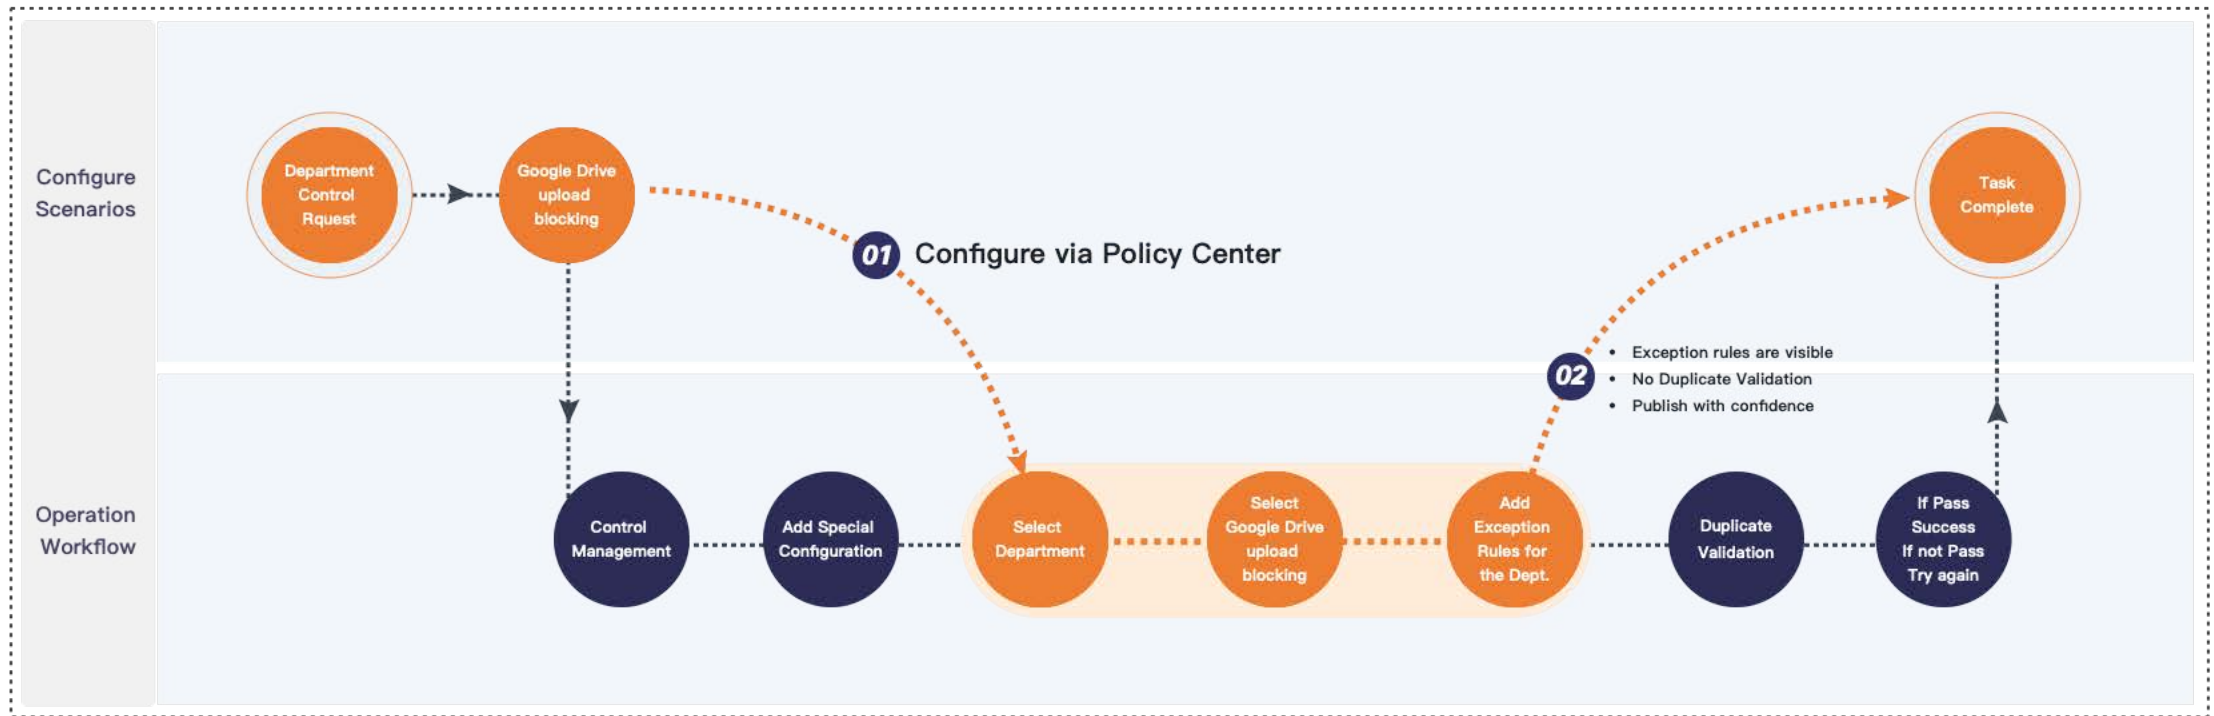 Configure
Scenarios
Department
Control
Rquest
Google Drive
upload
blocking
01
Configure via Policy Center
Task
Complete
02
• Exception rules are visible
• No Duplicate Validation
• Publish with confidence
Operation
Workflow
Control
Management
Add Special
Configuration
Select
Department
Select
Google Drive
upload
blocking
Add
Exception
Rules for
the Dept.
Duplicate
Validation
If Pass
Success
If not Pass
Try again